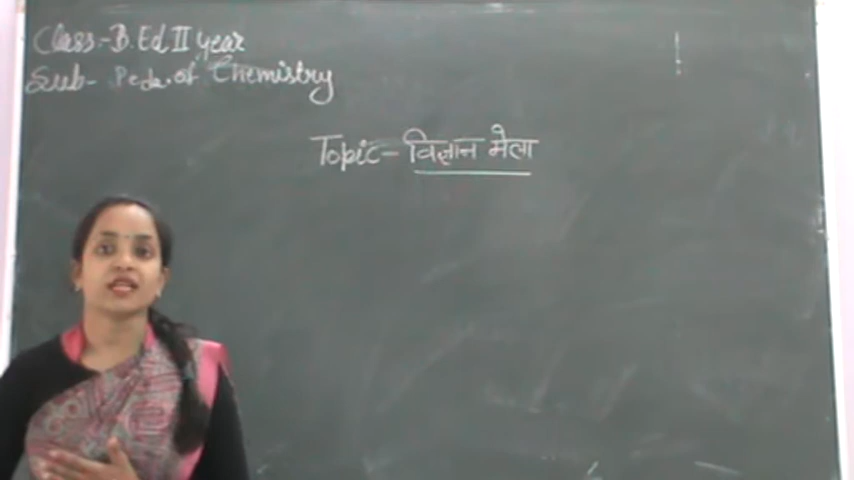 Class:- B.Ed II year
Sub- Peda. of Chemistry
Topic- विज्ञान मेला